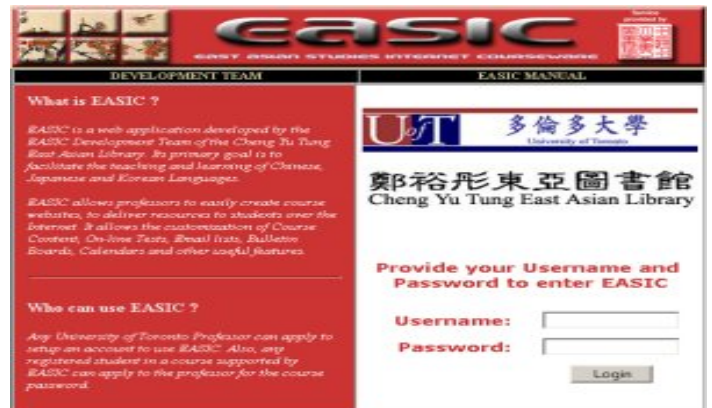 easic
EAST ASIAN STUDIES INTERNET COURSEWARE
Service
provided by
DEVELOPMENT TEAM
EASIC MANUAL
What is EASIC ?
EASIC is a web application developed by the
EASIC Development Team of the Cheng Yu Tung
East Asian Library. Its primary goal is to
facilitate the teaching and learning of Chinese,
Japanese and Korean Languages.
EASIC allows professors to easily create course
websites, to deliver resources to students over the
Internet. It allows the customization of Course
Content, On-line Tests, Email lists, Bulletin
Boards, Calendars and other useful features.
Who can use EASIC ?
Any University of Toronto Professor can apply to
setup an account to use EASIC. Also, any
registered student in a course supported by
EASIC can apply to the professor for the course
password.
UofT
多倫多大學
University of Toronto
鄭裕彤東亞圖書館
Cheng Yu Tung East Asian Library
Provide your Username and
Password to enter EASIC
Username:
Password:
Login